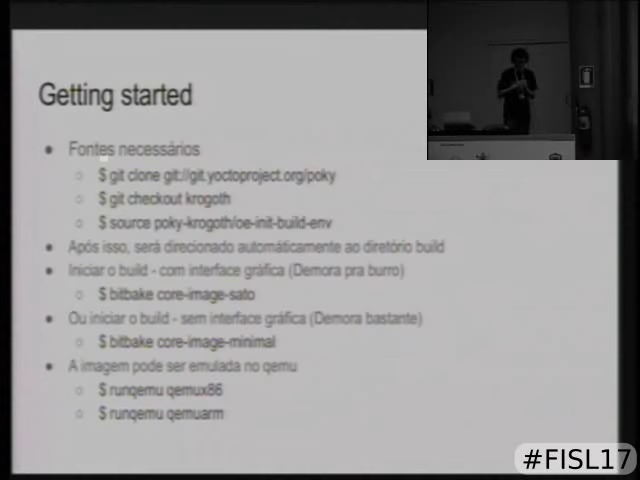 Getting started
● Fontes necessários
○ $ git clone git://git.yoctoproject.org/poky
○ $ git checkout krogoth
○ $ source poky-krogoth/oe-init-build-env
● Após isso, será direcionado automáticamente ao diretório build
● Iniciar o build - com interface gráfica (Demora pra burro)
○ $ bitbake core-image-sato
● Ou iniciar o build - sem interface gráfica (Demora bastante)
○ $ bitbake core-image-minimal
● A imagem pode ser emulada no qemu
○ $ runqemu qemux86
○ $ runqemu qemuarm
#FISL17